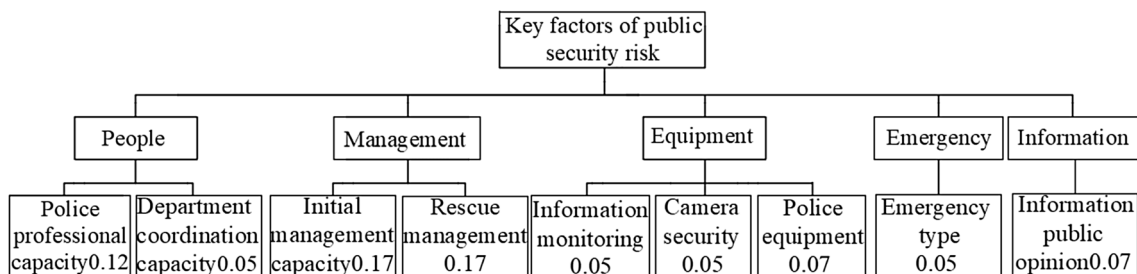 Key factors of public
security risk
People
Management
Equipment
Emergency
Information
Police
professional
capacity0.12
Department
coordination
capacity0.05
Initial
management
capacity0.17
Rescue
management
0.17
Information
monitoring
0.05
Camera
security
0.05
Police
equipment
0.07
Emergency
type
0.05
Information
public
opinion0.07